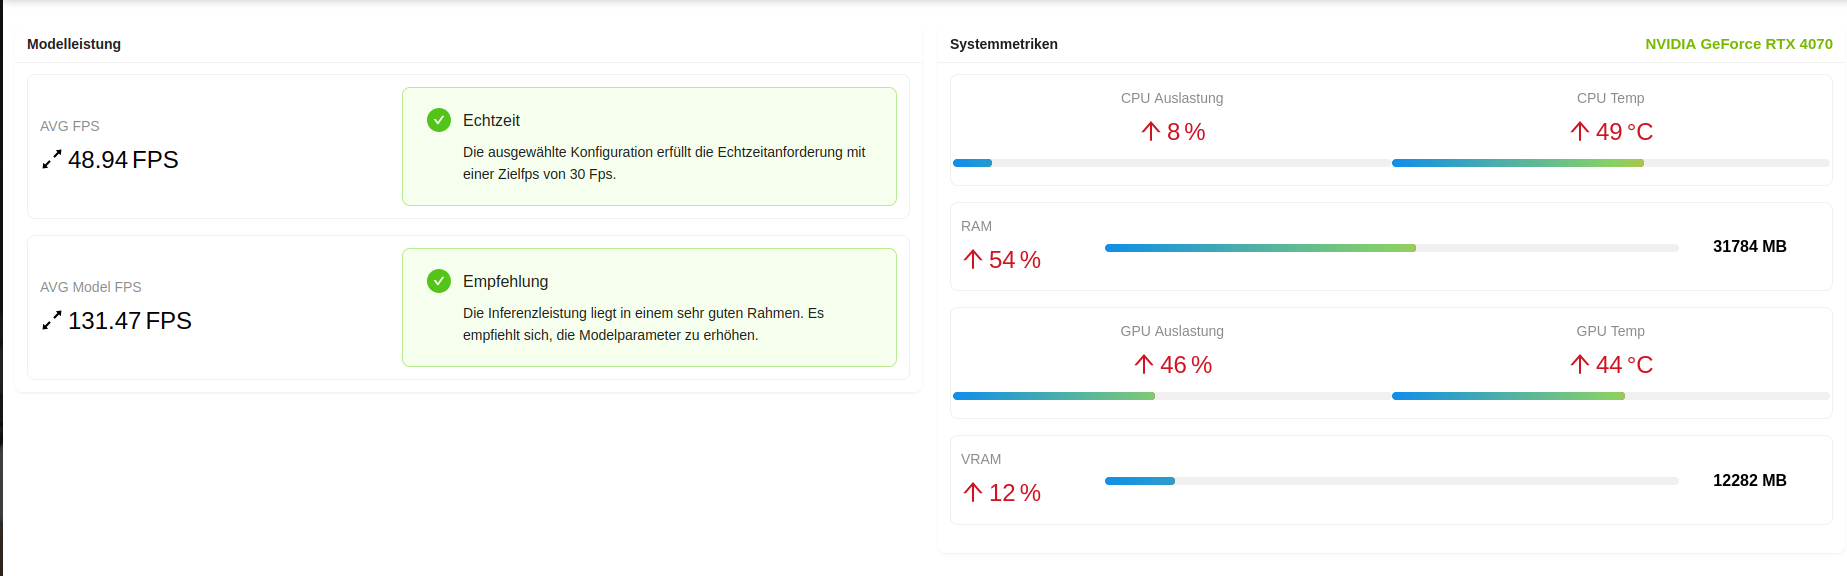 Modelleistung
AVG FPS
48.94 FPS
Echtzeit
Die ausgewählte Konfiguration erfüllt die Echtzeitanforderung mit
einer Zielfps von 30 Fps.
AVG Model FPS
131.47 FPS
Empfehlung
Die Inferenzleistung liegt in einem sehr guten Rahmen. Es
empfiehlt sich, die Modelparameter zu erhöhen.
Systemmetriken
NVIDIA GeForce RTX 4070
CPU Auslastung
8 %
CPU Temp
49 °C
RAM
54 %
31784 MB
GPU Auslastung
46 %
GPU Temp
44 °C
VRAM
12 %
12282 MB